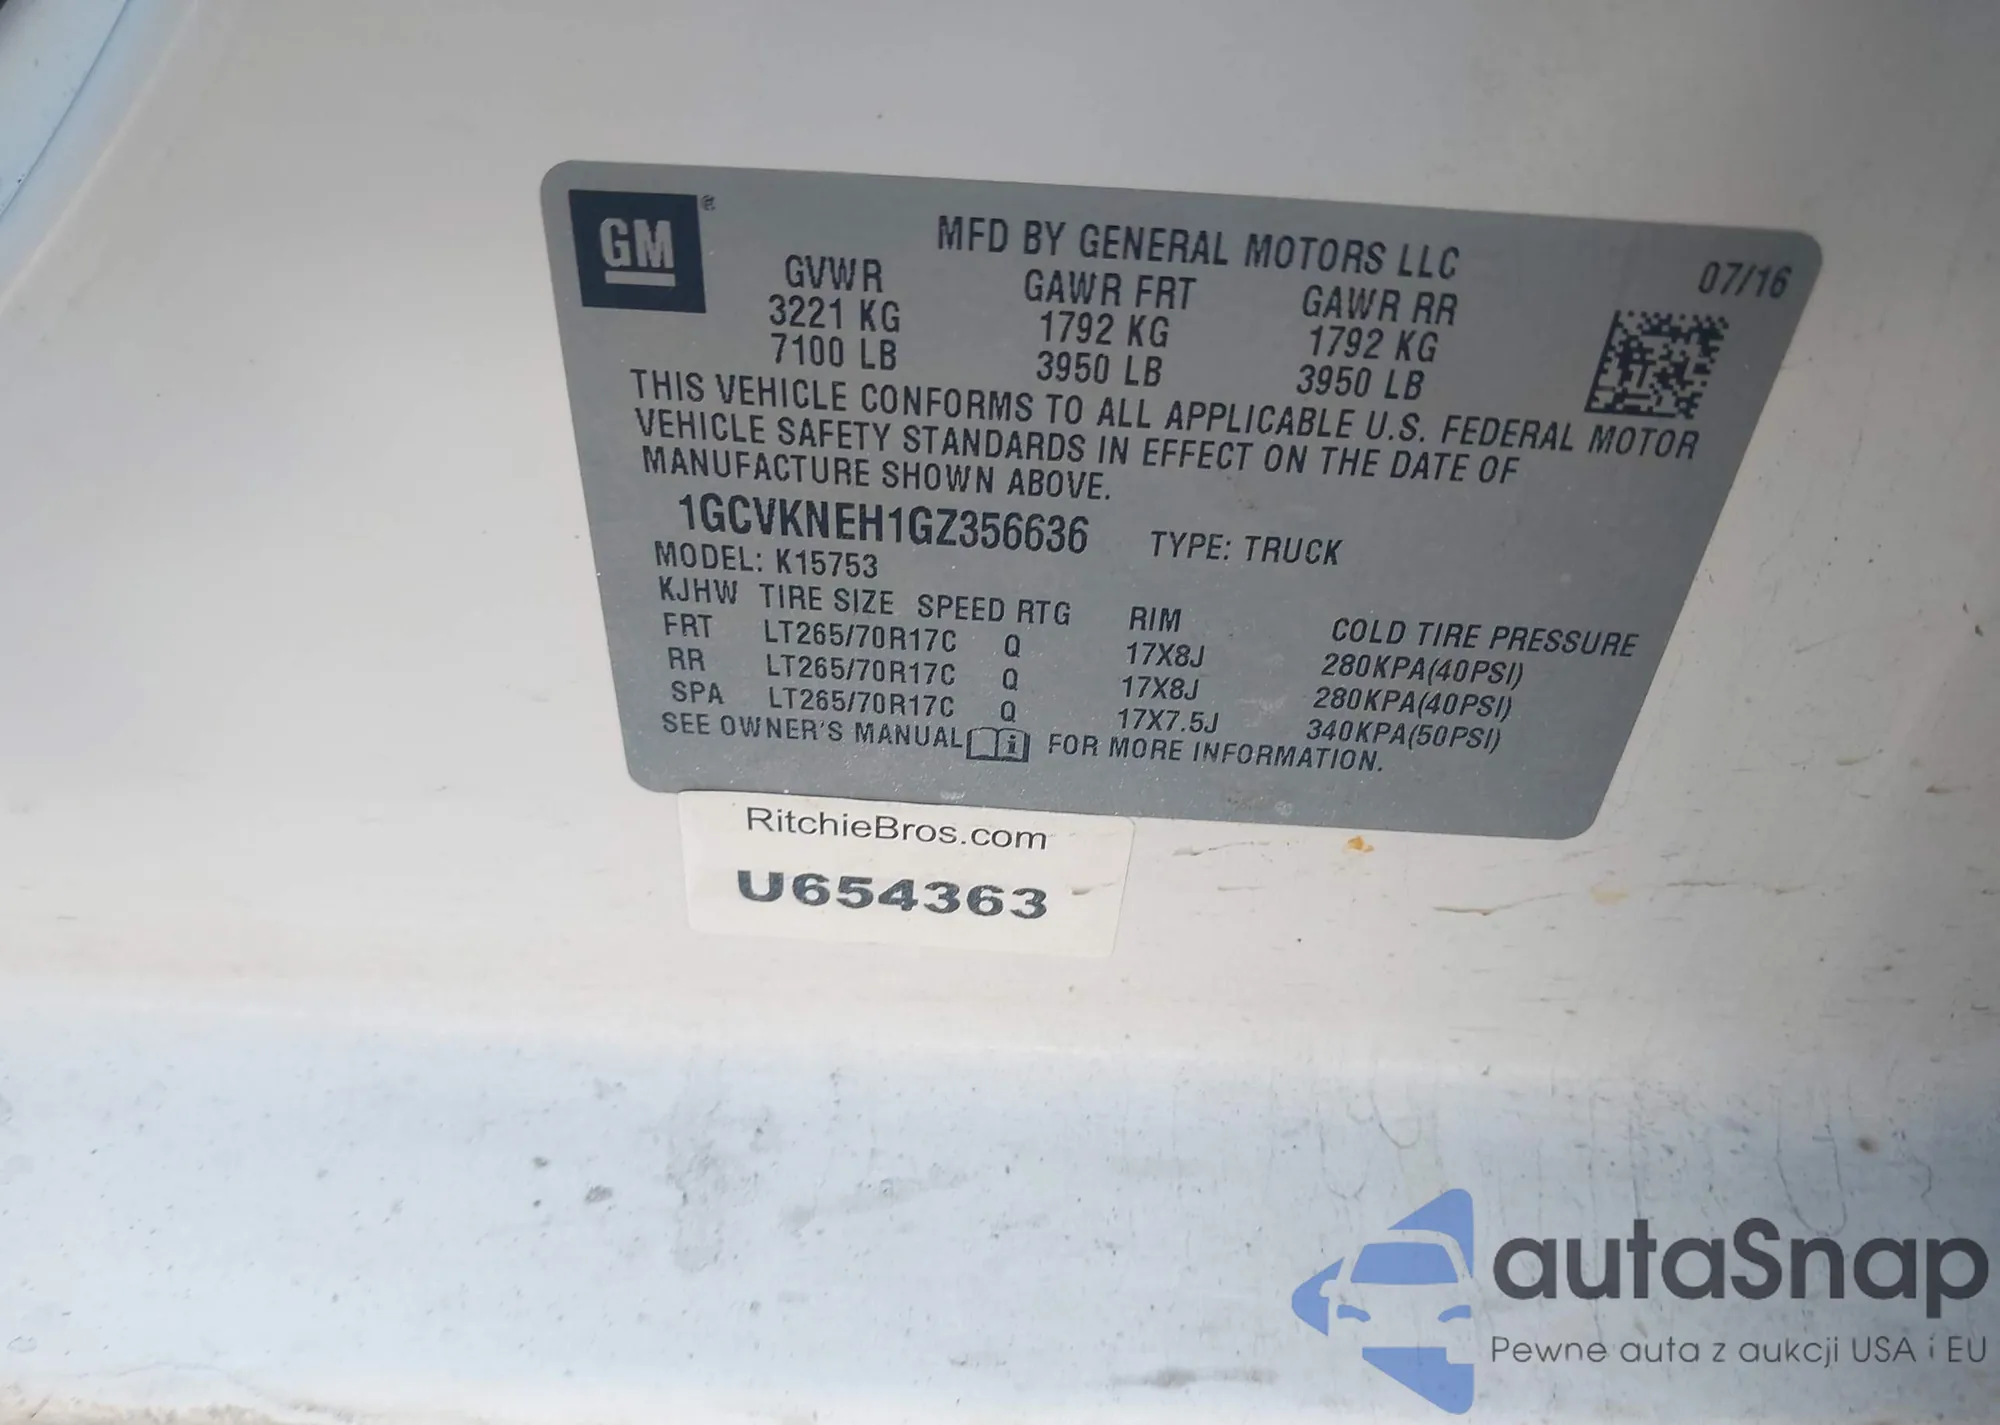 GM®
MFD BY GENERAL MOTORS LLC
07/16
GVWR GAWR FRT GAWR RR
3221 KG 1792 KG 1792 KG
7100 LB 3950 LB 3950 LB
THIS VEHICLE CONFORMS TO ALL APPLICABLE U.S. FEDERAL MOTOR
VEHICLE SAFETY STANDARDS IN EFFECT ON THE DATE OF
MANUFACTURE SHOWN ABOVE.
1GCVKNEH1GZ356636 TYPE: TRUCK
MODEL: K15753
KJHW TIRE SIZE SPEED RTG RIM COLD TIRE PRESSURE
FRT LT265/70R17C Q 17X8J 280KPA(40PSI)
RR LT265/70R17C Q 17X8J 280KPA(40PSI)
SPA LT265/70R17C Q 17X7.5J 340KPA(50PSI)
SEE OWNER'S MANUAL i FOR MORE INFORMATION.
RitchieBros.com
U654363
autaSnap
Pewne auta z aukcji USA i EU